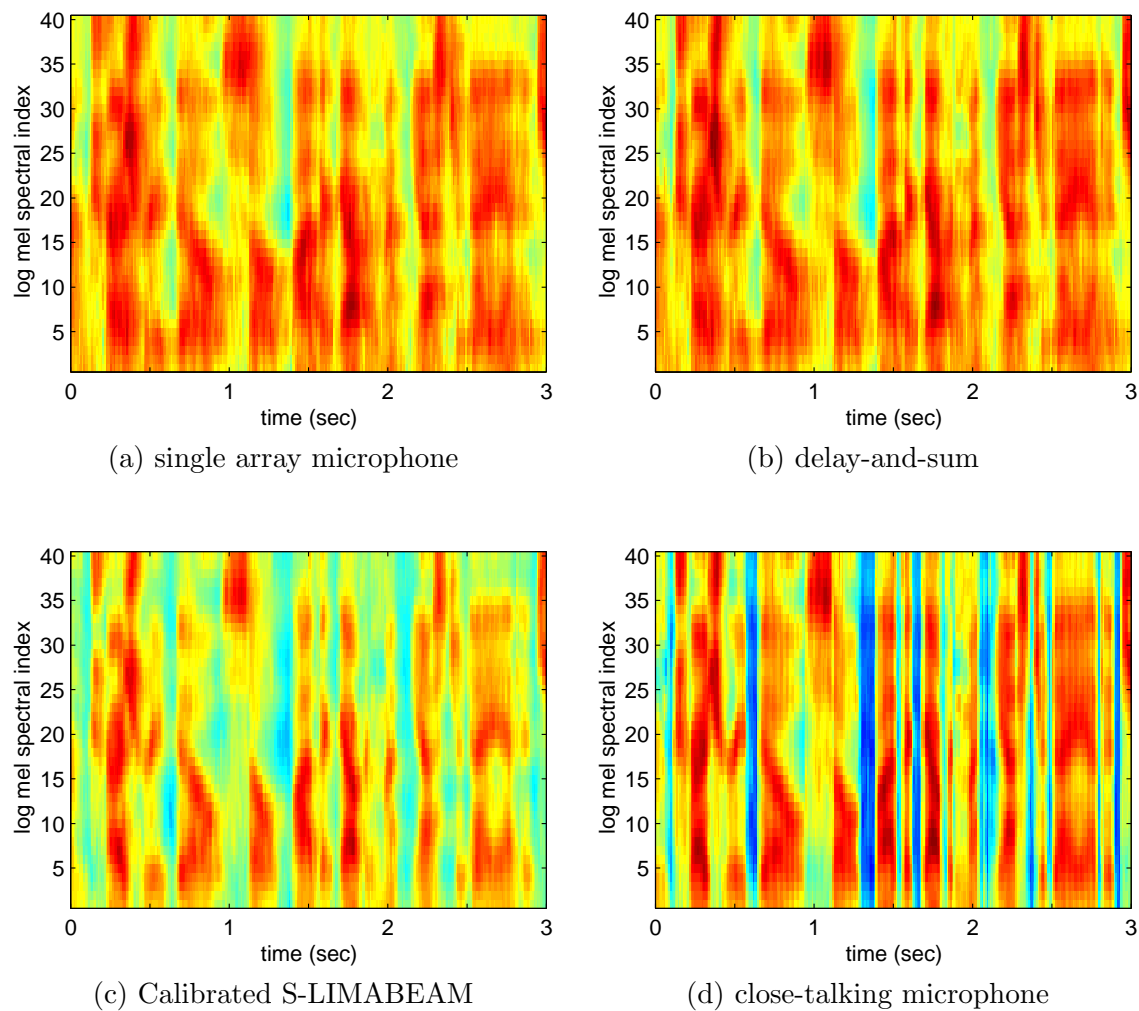 40
35
30
25
20
15
10
5
log mel spectral index
0 1 2 3
time (sec)
(a) single array microphone
40
35
30
25
20
15
10
5
log mel spectral index
0 1 2 3
time (sec)
(b) delay-and-sum
40
35
30
25
20
15
10
5
log mel spectral index
0 1 2 3
time (sec)
(c) Calibrated S-LIMABEAM
40
35
30
25
20
15
10
5
log mel spectral index
0 1 2 3
time (sec)
(d) close-talking microphone